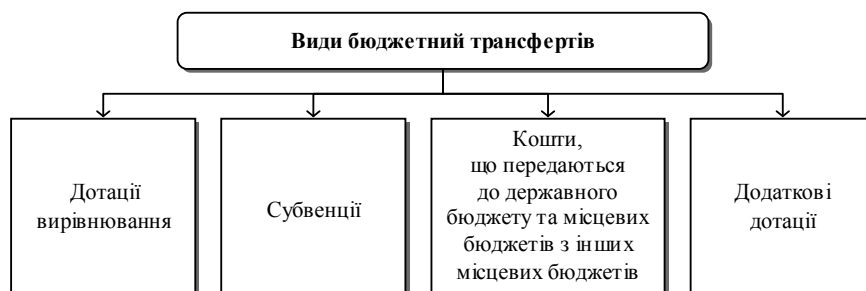 Види бюджетний трансфертів
Дотації
вирівнювання
Субвенції
Кошти,
що передаються
до державного
бюджету та місцевих
бюджетів з інших
місцевих бюджетів
Додаткові
дотації